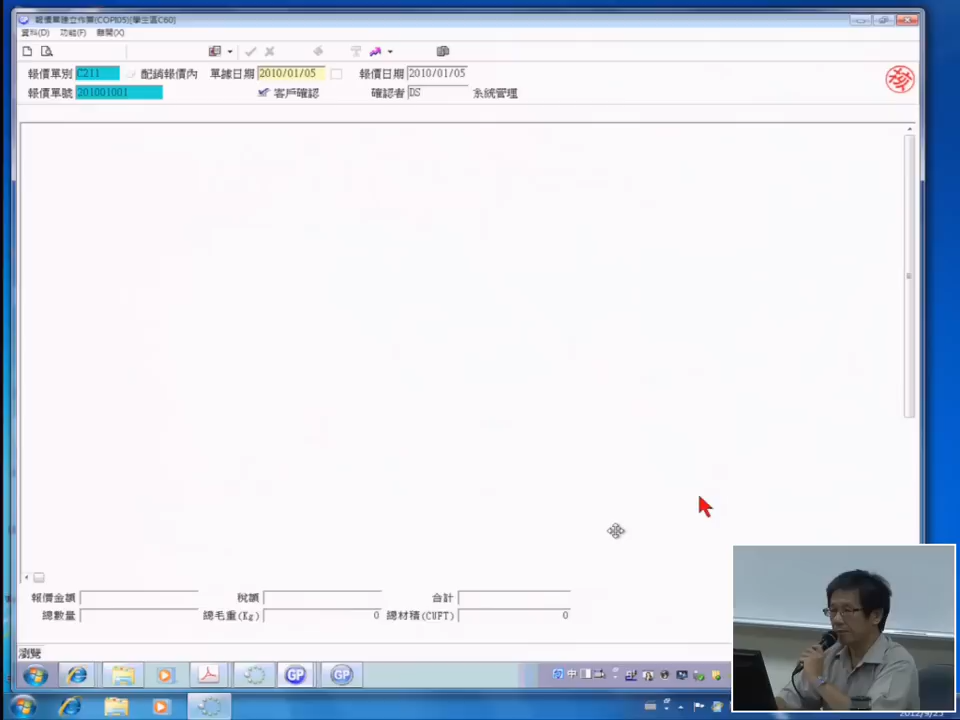 報價單建立作業(COPI05)[學生區C60]
資料(D) 功能(F) 離開(X)
報價單別 C211 配銷報價內 單據日期 2010/01/05 報價日期 2010/01/05
報價單號 201001001 客戶確認 確認者 DS 系統管理
核
報價金額 稅額 合計
總數量 總毛重(Kg) 0 總材積(CUFT) 0
瀏覽
GP GP
中